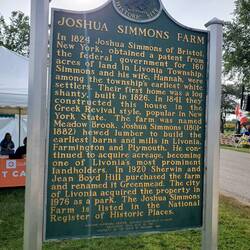 JOSHUA SIMMONS FARM
In 1824 Joshua Simmons of Bristol,
New York, obtained a patent from
the federal government for 160
acres of land in Livonia Township.
Simmons and his wife, Hannah, were
among the township's earliest white
settlers. Their first home was a log
shanty, built in 1826. In 1841 they
constructed this house, in the
Greek Revival style, popular in New
York State. The farm was named
Meadow Brook. Joshua Simmons (1801-
1882) hewed lumber to build the
earliest barns and mills in Livonia,
Farmington and Plymouth. He con-
tinued to acquire acreage, becoming
one of Livonia's most prominent
landholders. In 1920 Sherwin and
Jean Boyd Hill purchased the farm
and renamed it Greenmead. The city
of Livonia acquired the property in
1976 as a park. The Joshua Simmons
Farm is listed in the National
Register of Historic Places.